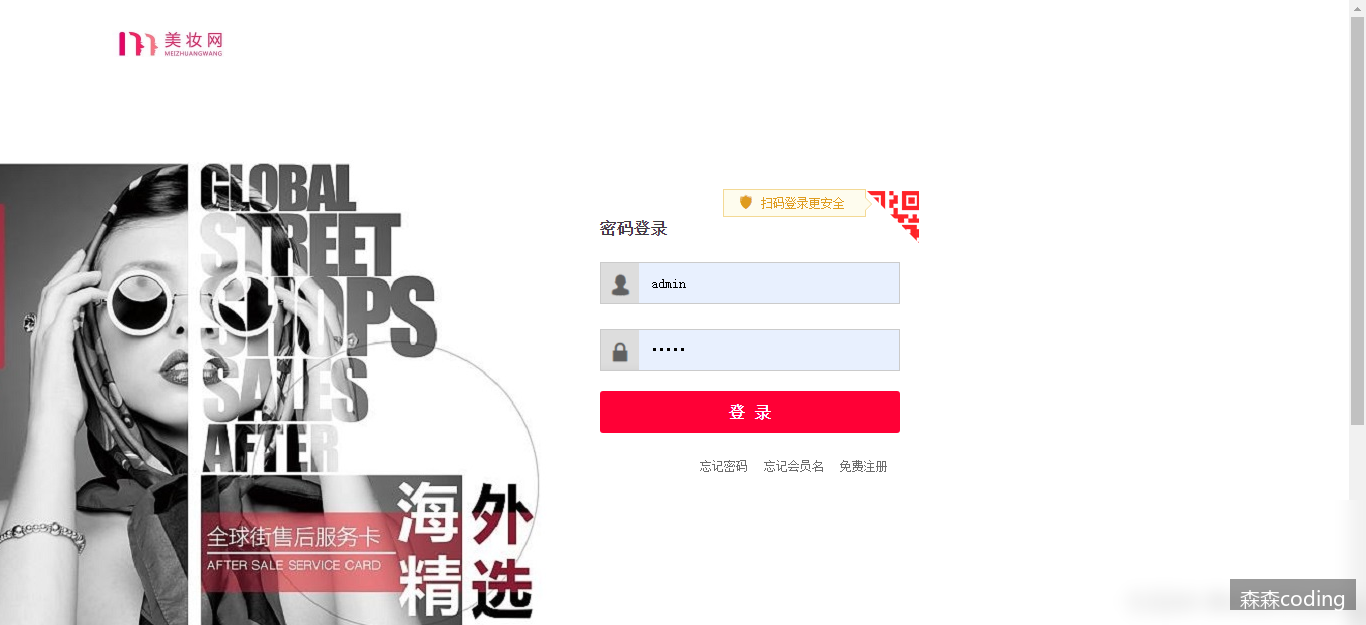 美妆网
MEIZHUANGWANG
GLOBAL
STREET
SHOPS
SALES
AFTER
海外
全球街售后服务卡
AFTER SALE SERVICE CARD
精选
扫码登录更安全
密码登录
admin
•••••
登 录
忘记密码 忘记会员名 免费注册
森森coding